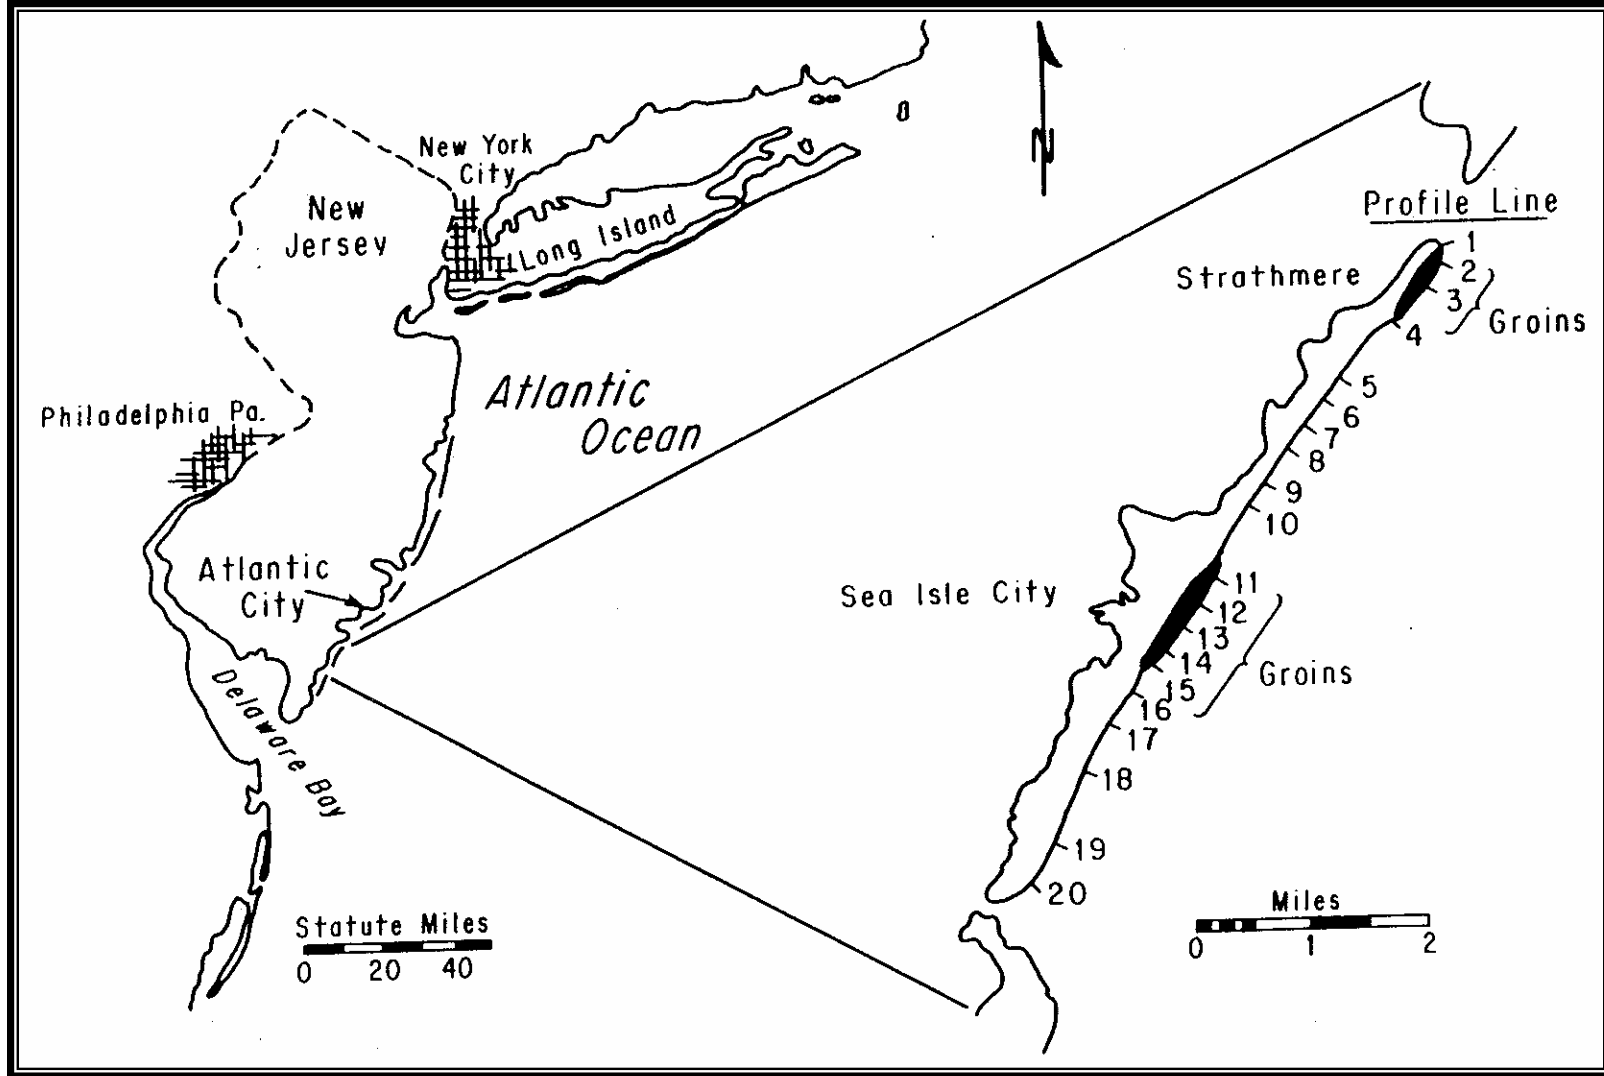 New York
City
New
Jersey
Long Island
N
Profile Line
Strathmere
1
2
3
4
Groins
5
6
7
8
9
10
Atlantic
Ocean
Philadelphia Pa.
Atlantic
City
Sea Isle City
11
12
13
14
15
16
17
18
19
20
Groins
Delaware Bay
Statute Miles
0 20 40
Miles
0 1 2